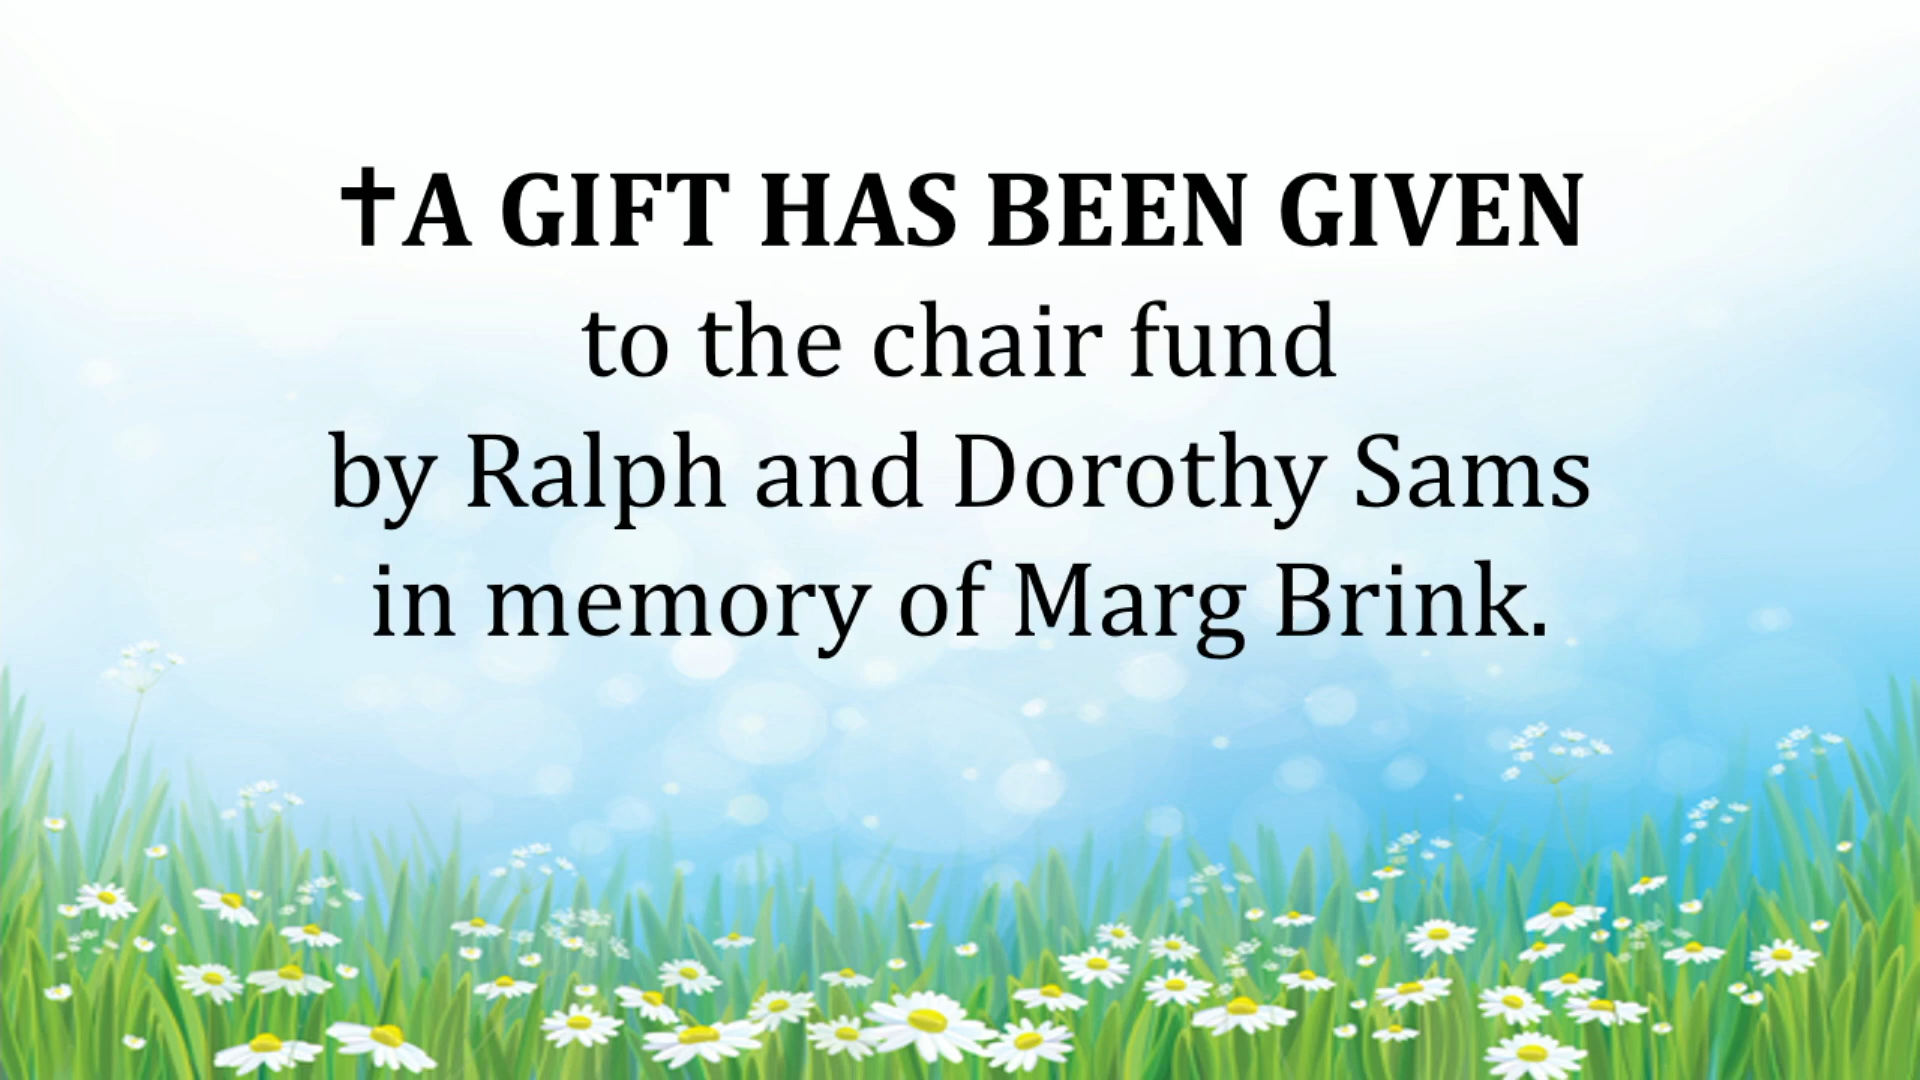 ✝A GIFT HAS BEEN GIVEN
to the chair fund
by Ralph and Dorothy Sams
in memory of Marg Brink.